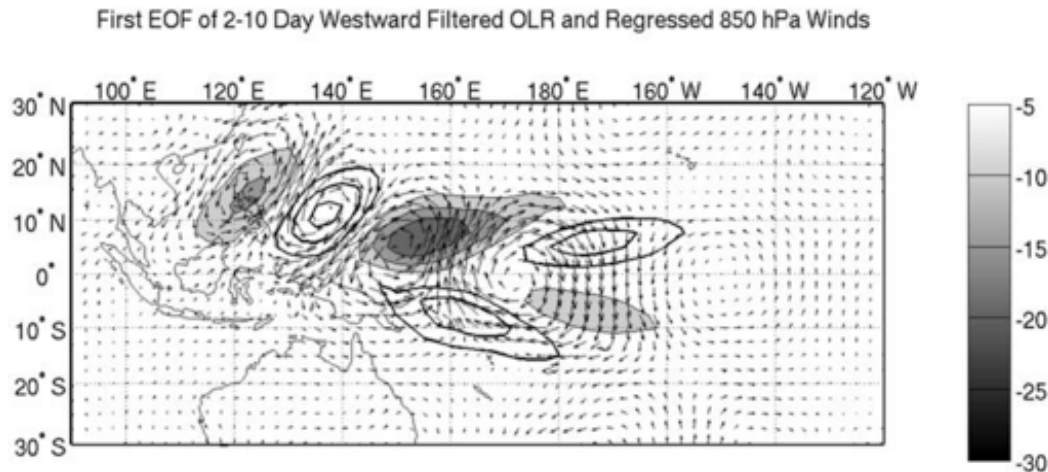 First EOF of 2-10 Day Westward Filtered OLR and Regressed 850 hPa Winds
100° E 120° E 140° E 160° E 180° E 160° W 140° W 120° W
30° N
20° N
10° N
0°
10° S
20° S
30° S
-5
-10
-15
-20
-25
-30